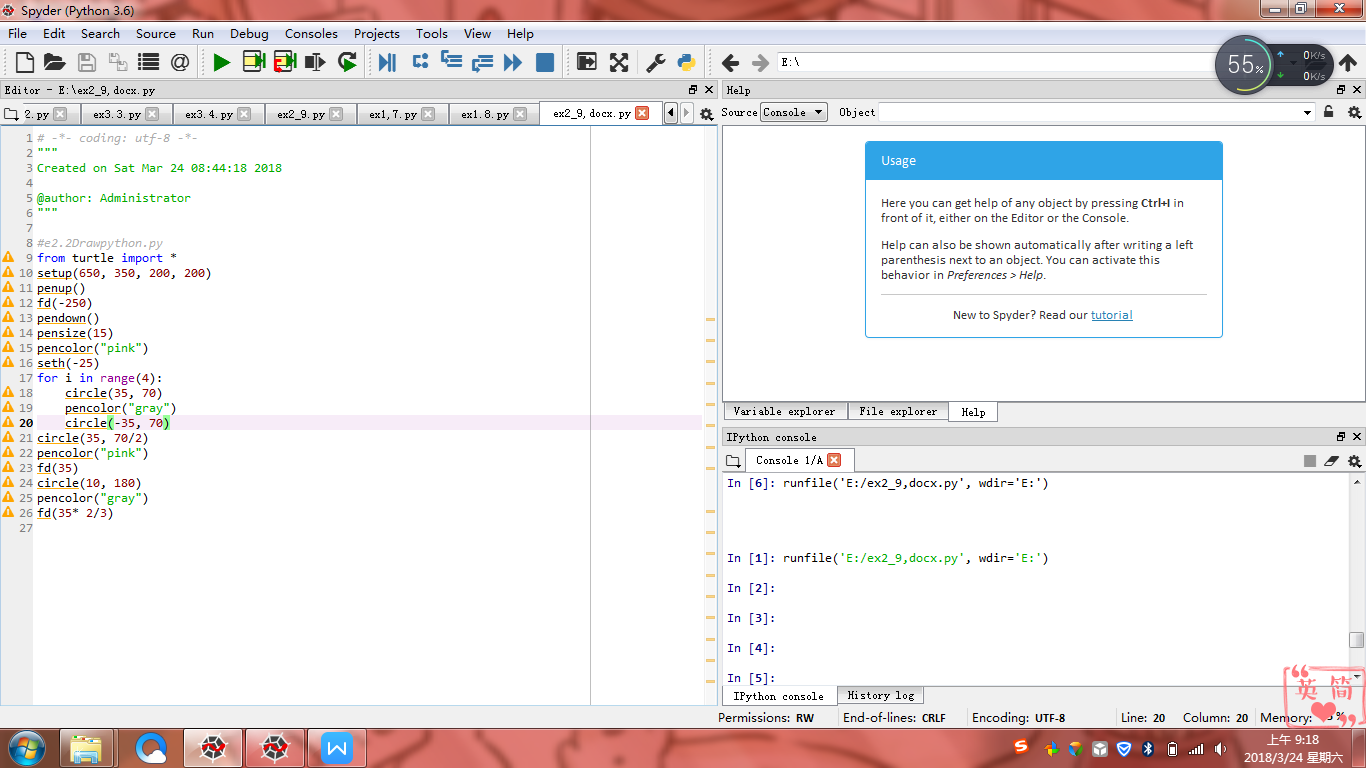 Spyder (Python 3.6)
File Edit Search Source Run Debug Consoles Projects Tools View Help
E:\
55%
0K/s
0K/s
Editor - E:\ex2_9,docx.py
2.py ex3.3.py ex3.4.py ex2_9.py ex1,7.py ex1.8.py ex2_9,docx.py
1 # -*- coding: utf-8 -*-
2 """
3 Created on Sat Mar 24 08:44:18 2018
4
5 @author: Administrator
6 """
7
8 #e2.2Drawpython.py
9 from turtle import *
10 setup(650, 350, 200, 200)
11 penup()
12 fd(-250)
13 pendown()
14 pensize(15)
15 pencolor("pink")
16 seth(-25)
17 for i in range(4):
18     circle(35, 70)
19     pencolor("gray")
20     circle(-35, 70)
21 circle(35, 70/2)
22 pencolor("pink")
23 fd(35)
24 circle(10, 180)
25 pencolor("gray")
26 fd(35* 2/3)
27
Help
Source Console Object
Usage
Here you can get help of any object by pressing Ctrl+I in
front of it, either on the Editor or the Console.
Help can also be shown automatically after writing a left
parenthesis next to an object. You can activate this
behavior in Preferences > Help.
New to Spyder? Read our tutorial
Variable explorer File explorer Help
IPython console
Console 1/A
In [6]: runfile('E:/ex2_9,docx.py', wdir='E:')
In [1]: runfile('E:/ex2_9,docx.py', wdir='E:')
In [2]:
In [3]:
In [4]:
In [5]:
IPython console History log
英 简
Permissions: RW End-of-lines: CRLF Encoding: UTF-8 Line: 20 Column: 20 Memory: %
上午 9:18
2018/3/24 星期六